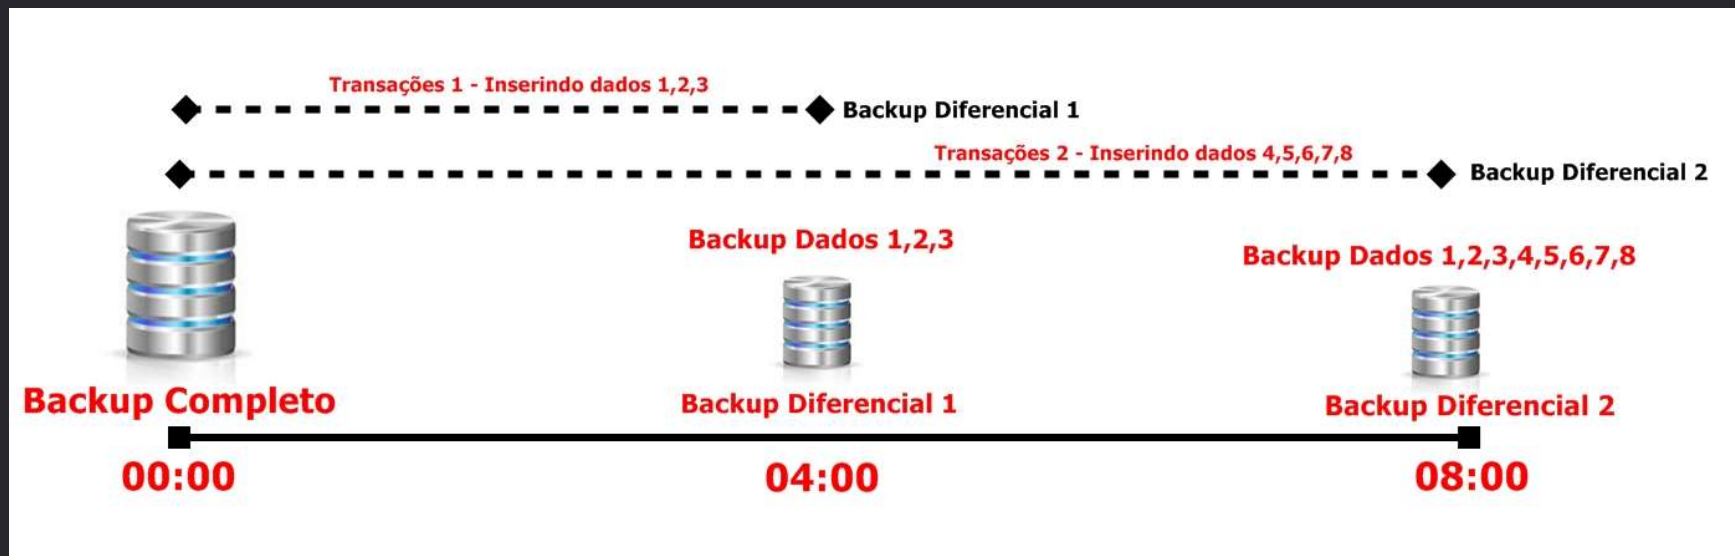 Transações 1 - Inserindo dados 1,2,3
Backup Diferencial 1
Transações 2 - Inserindo dados 4,5,6,7,8
Backup Diferencial 2
Backup Dados 1,2,3
Backup Dados 1,2,3,4,5,6,7,8
Backup Completo
Backup Diferencial 1
Backup Diferencial 2
00:00
04:00
08:00